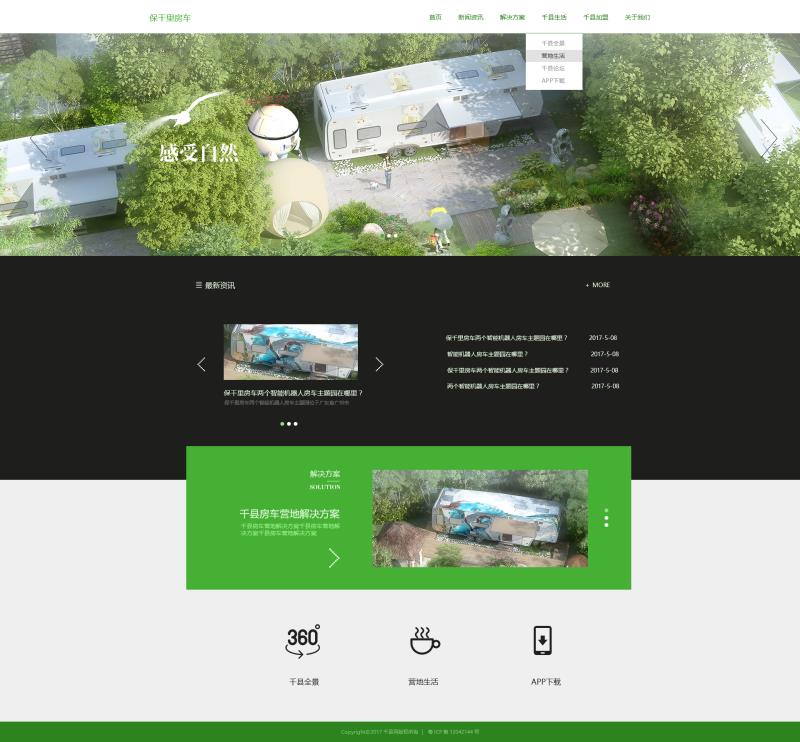 保千里房车
首页 新闻资讯 解决方案 千县生活 千县加盟 关于我们
千县全景
营地生活
千县论坛
APP下载
感受自然
最新资讯
+ MORE
保千里房车两个智能机器人房车主题园在哪里？ 2017-5-08
智能机器人房车主题园在哪里？ 2017-5-08
保千里房车两个智能机器人房车主题园在哪里？ 2017-5-08
两个智能机器人房车主题园在哪里？ 2017-5-08
保千里房车两个智能机器人房车主题园在哪里？
保千里房车两个智能机器人房车主题园位于广东省广州市
解决方案
SOLUTION
千县房车营地解决方案
千县房车营地解决方案千县房车营地解
决方案千县房车营地解决方案
360°
千县全景
营地生活
APP下载
Copyright©2017 千县网版权所有 | 粤ICP备 12042144 号